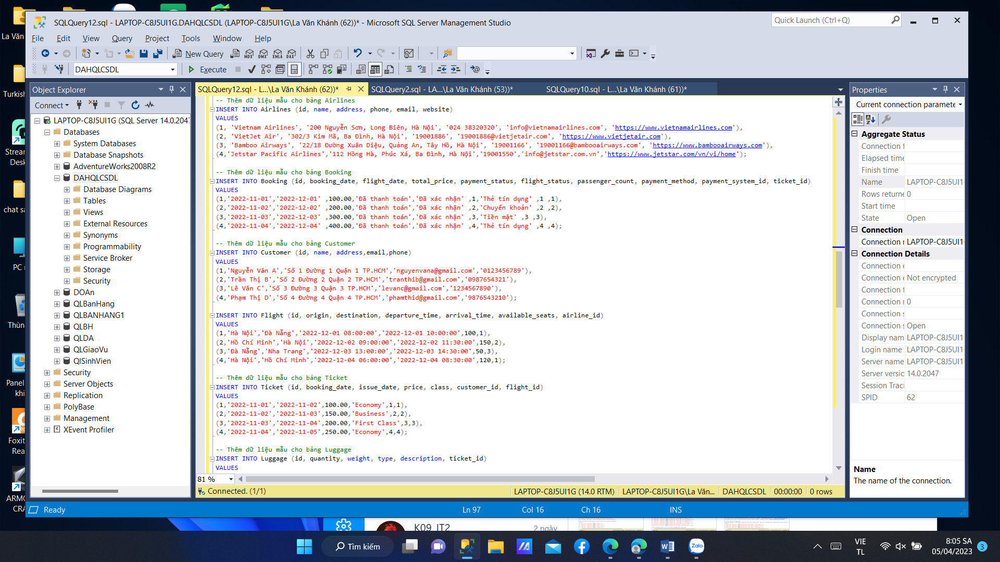 La Văn
Turkish
Strean
Desk
chat sa
PC
Thùn
Panel
khi
Foxit
Rea
ARMO
CRA
SQLQuery12.sql - LAPTOP-C8J5UI1G.DAHQLCSDL (LAPTOP-C8J5UI1G\La Văn Khánh (62))* - Microsoft SQL Server Management Studio
Quick Launch (Ctrl+Q)
File Edit View Query Project Tools Window Help
New Query MDX DMX XMLA DAX
DAHQLCSDL Execute
Object Explorer
Connect
LAPTOP-C8J5UI1G (SQL Server 14.0.2047
Databases
System Databases
Database Snapshots
AdventureWorks2008R2
DAHQLCSDL
Database Diagrams
Tables
Views
External Resources
Synonyms
Programmability
Service Broker
Storage
Security
DOAn
QLBanHang
QLBANHANG1
QLBH
QLDA
QLGiaoVu
QlSinhVien
Security
Server Objects
Replication
PolyBase
Management
XEvent Profiler
SQLQuery12.sql - L...\La Văn Khánh (62))* SQLQuery2.sql - LA...\La Văn Khánh (53))* SQLQuery10.sql - L...\La Văn Khánh (61))*
-- Thêm dữ liệu mẫu cho bảng Airlines
INSERT INTO Airlines (id, name, address, phone, email, website)
VALUES
(1, 'Vietnam Airlines', '200 Nguyễn Sơn, Long Biên, Hà Nội', '024 38320320', 'info@vietnamairlines.com', 'https://www.vietnamairlines.com'),
(2, 'VietJet Air', '302/3 Kim Mã, Ba Đình, Hà Nội', '19001886', '19001886@vietjetair.com', 'https://www.vietjetair.com'),
(3, 'Bamboo Airways', '22/18 Đường Xuân Diệu, Quảng An, Tây Hồ, Hà Nội', '19001166', '19001166@bambooairways.com', 'https://www.bambooairways.com'),
(4,'Jetstar Pacific Airlines','112 Hồng Hà, Phúc Xá, Ba Đình, Hà Nội','19001550','info@jetstar.com.vn','https://www.jetstar.com/vn/vi/home');
-- Thêm dữ liệu mẫu cho bảng Booking
INSERT INTO Booking (id, booking_date, flight_date, total_price, payment_status, flight_status, passenger_count, payment_method, payment_system_id, ticket_id)
VALUES
(1,'2022-11-01','2022-12-01' ,100.00,'Đã thanh toán','Đã xác nhận' ,1,'Thẻ tín dụng' ,1 ,1),
(2,'2022-11-02','2022-12-02' ,200.00,'Đã thanh toán','Đã xác nhận' ,2,'Chuyển khoản' ,2 ,2),
(3,'2022-11-03','2022-12-03' ,300.00,'Đã thanh toán','Đã xác nhận' ,3,'Tiền mặt' ,3 ,3),
(4,'2022-11-04','2022-12-04' ,400.00,'Đã thanh toán','Đã xác nhận' ,4,'Thẻ tín dụng' ,4 ,4);
-- Thêm dữ liệu mẫu cho bảng Customer
INSERT INTO Customer (id, name, address,email,phone)
VALUES
(1,'Nguyễn Văn A','Số 1 Đường 1 Quận 1 TP.HCM','nguyenvana@gmail.com','0123456789'),
(2,'Trần Thị B','Số 2 Đường 2 Quận 2 TP.HCM','tranthib@gmail.com','0987654321'),
(3,'Lê Văn C','Số 3 Đường 3 Quận 3 TP.HCM','levanc@gmail.com','1234567890'),
(4,'Phạm Thị D','Số 4 Đường 4 Quận 4 TP.HCM','phamthid@gmail.com','9876543210');
INSERT INTO Flight (id, origin, destination, departure_time, arrival_time, available_seats, airline_id)
VALUES
(1,'Hà Nội','Đà Nẵng','2022-12-01 08:00:00','2022-12-01 10:00:00',100,1),
(2,'Hồ Chí Minh','Hà Nội','2022-12-02 09:00:00','2022-12-02 11:30:00',150,2),
(3,'Đà Nẵng','Nha Trang','2022-12-03 13:00:00','2022-12-03 14:30:00',50,3),
(4,'Hà Nội','Hồ Chí Minh','2022-12-04 06:00:00','2022-12-04 08:30:00',120,1);
-- Thêm dữ liệu mẫu cho bảng Ticket
INSERT INTO Ticket (id, booking_date, issue_date, price, class, customer_id, flight_id)
VALUES
(1,'2022-11-01','2022-11-02',100.00,'Economy',1,1),
(2,'2022-11-02','2022-11-03',150.00,'Business',2,2),
(3,'2022-11-03','2022-11-04',200.00,'First Class',3,3),
(4,'2022-11-04','2022-11-05',250.00,'Economy',4,4);
-- Thêm dữ liệu mẫu cho bảng Luggage
INSERT INTO Luggage (id, quantity, weight, type, description, ticket_id)
VALUES
81 %
Connected. (1/1) LAPTOP-C8J5UI1G (14.0 RTM) LAPTOP-C8J5UI1G\La Văn... DAHQLCSDL 00:00:00 0 rows
Properties
Current connection paramete
Aggregate Status
Connection f
Elapsed time
Finish time
Name LAPTOP-C8J5UI1
Rows returne 0
Start time
State Open
Connection
Connection r LAPTOP-C8J5UI1
Connection Details
Connection e
Connection e Not encrypted
Connection f
Connection r 0
Connection s
Connection s Open
Display nam LAPTOP-C8J5UI1
Login name LAPTOP-C8J5UI1
Server name LAPTOP-C8J5UI1
Server versic 14.0.2047
Session Traci
SPID 62
Name
The name of the connection.
Ready Ln 97 Col 16 Ch 16 INS
K09_IT2 2 ngày
Tìm kiếm
Zalo
VIE
TL
8:05 SA
05/04/2023
3